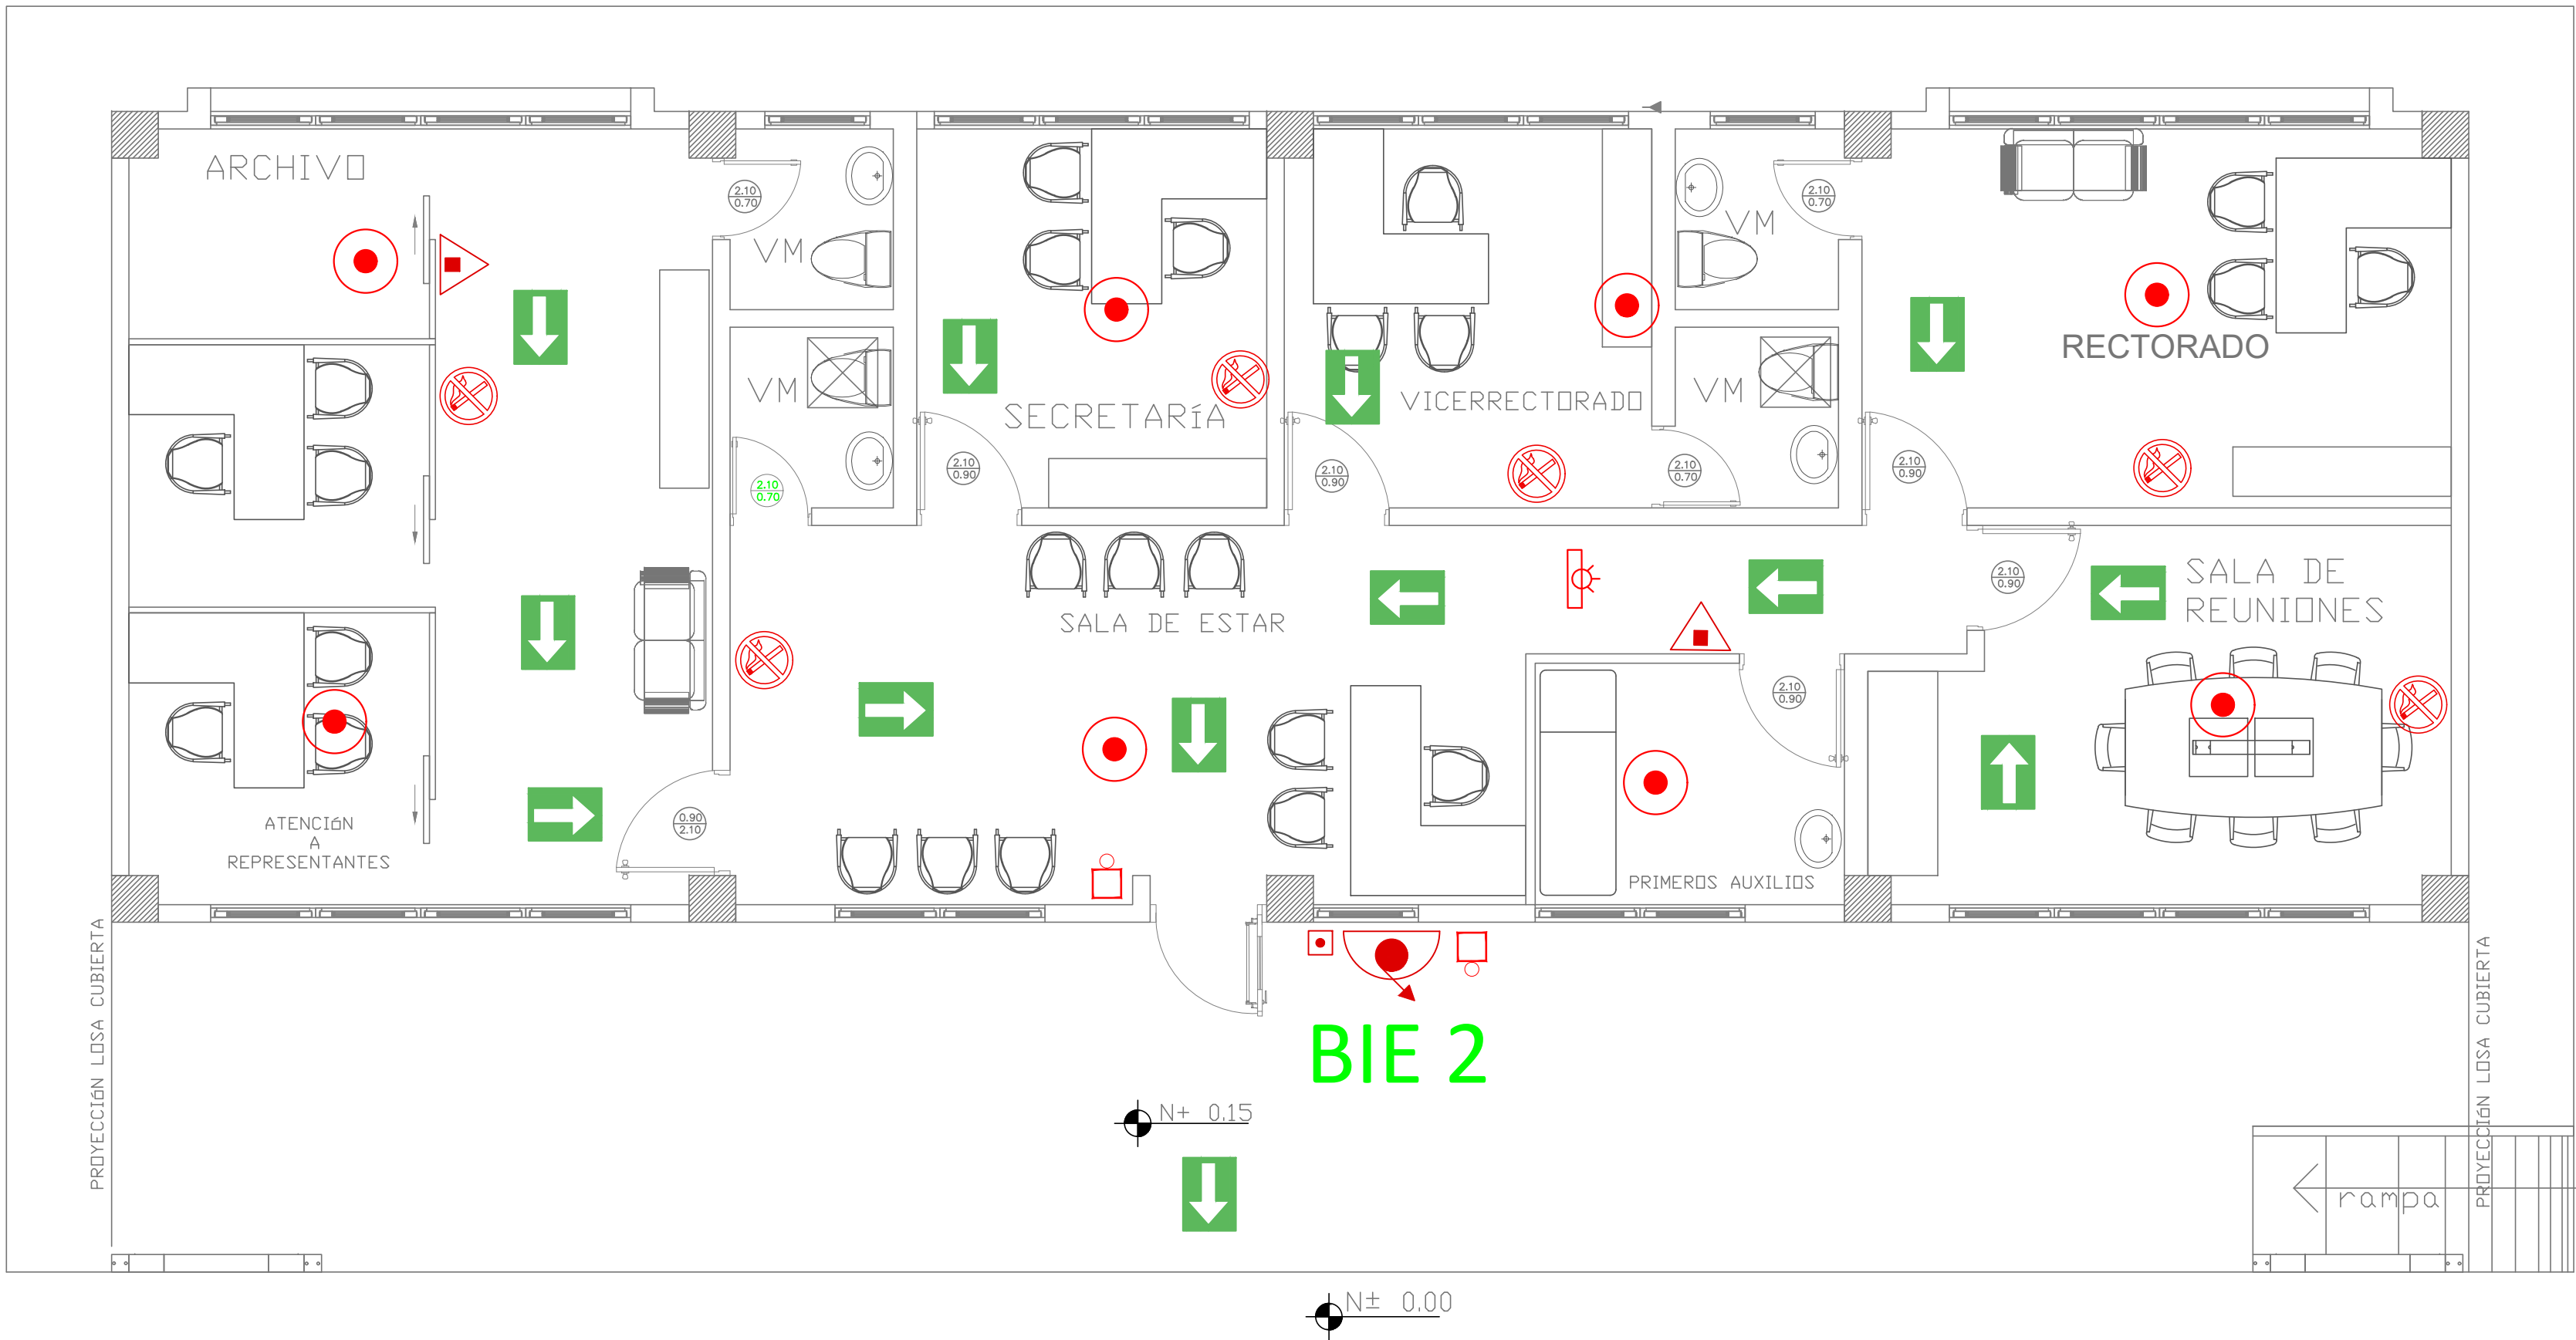 ARCHIVO
2.10
0.70
VM
2.10
0.70
VM
RECTORADO
VM
VM
SECRETARíA
VICERRECTORADO
2.10
0.70
2.10
0.90
2.10
0.90
2.10
0.70
2.10
0.90
2.10
0.90
SALA DE
REUNIONES
SALA DE ESTAR
2.10
0.90
0.90
2.10
ATENCIóN
A
REPRESENTANTES
PRIMEROS AUXILIOS
PROYECCIóN LOSA CUBIERTA
PROYECCIóN LOSA CUBIERTA
BIE 2
N+ 0.15
rampa
N± 0.00